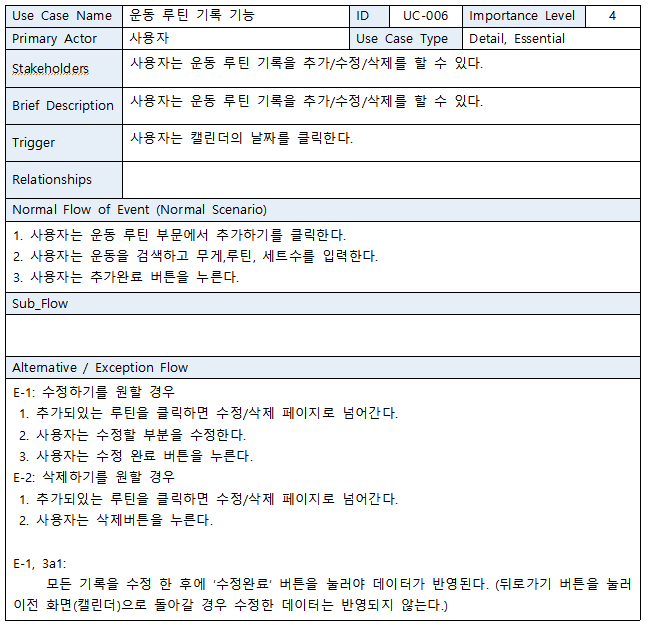 Use Case Name 운동 루틴 기록 기능 ID UC-006 Importance Level 4
Primary Actor 사용자 Use Case Type Detail, Essential
Stakeholders 사용자는 운동 루틴 기록을 추가/수정/삭제를 할 수 있다.
Brief Description 사용자는 운동 루틴 기록을 추가/수정/삭제를 할 수 있다.
Trigger 사용자는 캘린더의 날짜를 클릭한다.
Relationships
Normal Flow of Event (Normal Scenario)
1. 사용자는 운동 루틴 부문에서 추가하기를 클릭한다.
2. 사용자는 운동을 검색하고 무게,루틴, 세트수를 입력한다.
3. 사용자는 추가완료 버튼을 누른다.
Sub_Flow
Alternative / Exception Flow
E-1: 수정하기를 원할 경우
1. 추가되있는 루틴을 클릭하면 수정/삭제 페이지로 넘어간다.
2. 사용자는 수정할 부분을 수정한다.
3. 사용자는 수정 완료 버튼을 누른다.
E-2: 삭제하기를 원할 경우
1. 추가되있는 루틴을 클릭하면 수정/삭제 페이지로 넘어간다.
2. 사용자는 삭제버튼을 누른다.
E-1, 3a1:
모든 기록을 수정 한 후에 ‘수정완료’ 버튼을 눌러야 데이터가 반영된다. (뒤로가기 버튼을 눌러
이전 화면(캘린더)으로 돌아갈 경우 수정한 데이터는 반영되지 않는다.)